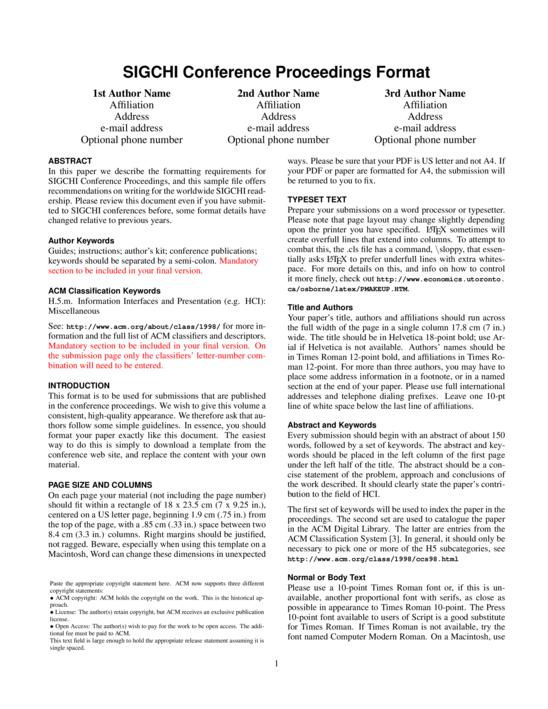 SIGCHI Conference Proceedings Format
1st Author Name
Affiliation
Address
e-mail address
Optional phone number
2nd Author Name
Affiliation
Address
e-mail address
Optional phone number
3rd Author Name
Affiliation
Address
e-mail address
Optional phone number
ABSTRACT
In this paper we describe the formatting requirements for
SIGCHI Conference Proceedings, and this sample file offers
recommendations on writing for the worldwide SIGCHI read-
ership. Please review this document even if you have submit-
ted to SIGCHI conferences before, some format details have
changed relative to previous years.
Author Keywords
Guides; instructions; author's kit; conference publications;
keywords should be separated by a semi-colon. Mandatory
section to be included in your final version.
ACM Classification Keywords
H.5.m. Information Interfaces and Presentation (e.g. HCI):
Miscellaneous
See: http://www.acm.org/about/class/1998/ for more in-
formation and the full list of ACM classifiers and descriptors.
Mandatory section to be included in your final version. On
the submission page only the classifiers' letter-number com-
bination will need to be entered.
INTRODUCTION
This format is to be used for submissions that are published
in the conference proceedings. We wish to give this volume a
consistent, high-quality appearance. We therefore ask that au-
thors follow some simple guidelines. In essence, you should
format your paper exactly like this document. The easiest
way to do this is simply to download a template from the
conference web site, and replace the content with your own
material.
PAGE SIZE AND COLUMNS
On each page your material (not including the page number)
should fit within a rectangle of 18 x 23.5 cm (7 x 9.25 in.),
centered on a US letter page, beginning 1.9 cm (.75 in.) from
the top of the page, with a .85 cm (.33 in.) space between two
8.4 cm (3.3 in.) columns. Right margins should be justified,
not ragged. Beware, especially when using this template on a
Macintosh, Word can change these dimensions in unexpected
Paste the appropriate copyright statement here. ACM now supports three different
copyright statements:
• ACM copyright: ACM holds the copyright on the work. This is the historical ap-
proach.
• License: The author(s) retain copyright, but ACM receives an exclusive publication
license.
• Open Access: The author(s) wish to pay for the work to be open access. The addi-
tional fee must be paid to ACM.
This text field is large enough to hold the appropriate release statement assuming it is
single spaced.
ways. Please be sure that your PDF is US letter and not A4. If
your PDF or paper are formatted for A4, the submission will
be returned to you to fix.
TYPESET TEXT
Prepare your submissions on a word processor or typesetter.
Please note that page layout may change slightly depending
upon the printer you have specified. LATEX sometimes will
create overfull lines that extend into columns. To attempt to
combat this, the .cls file has a command, \sloppy, that essen-
tially asks LATEX to prefer underfull lines with extra whites-
pace. For more details on this, and info on how to control
it more finely, check out http://www.economics.utoronto.
ca/osborne/latex/PMAKEUP.HTM.
Title and Authors
Your paper's title, authors and affiliations should run across
the full width of the page in a single column 17.8 cm (7 in.)
wide. The title should be in Helvetica 18-point bold; use Ar-
ial if Helvetica is not available. Authors' names should be
in Times Roman 12-point bold, and affiliations in Times Ro-
man 12-point. For more than three authors, you may have to
place some address information in a footnote, or in a named
section at the end of your paper. Please use full international
addresses and telephone dialing prefixes. Leave one 10-pt
line of white space below the last line of affiliations.
Abstract and Keywords
Every submission should begin with an abstract of about 150
words, followed by a set of keywords. The abstract and key-
words should be placed in the left column of the first page
under the left half of the title. The abstract should be a con-
cise statement of the problem, approach and conclusions of
the work described. It should clearly state the paper's contri-
bution to the field of HCI.
The first set of keywords will be used to index the paper in the
proceedings. The second set are used to catalogue the paper
in the ACM Digital Library. The latter are entries from the
ACM Classification System [3]. In general, it should only be
necessary to pick one or more of the H5 subcategories, see
http://www.acm.org/class/1998/ccs98.html
Normal or Body Text
Please use a 10-point Times Roman font or, if this is un-
available, another proportional font with serifs, as close as
possible in appearance to Times Roman 10-point. The Press
10-point font available to users of Script is a good substitute
for Times Roman. If Times Roman is not available, try the
font named Computer Modern Roman. On a Macintosh, use
1